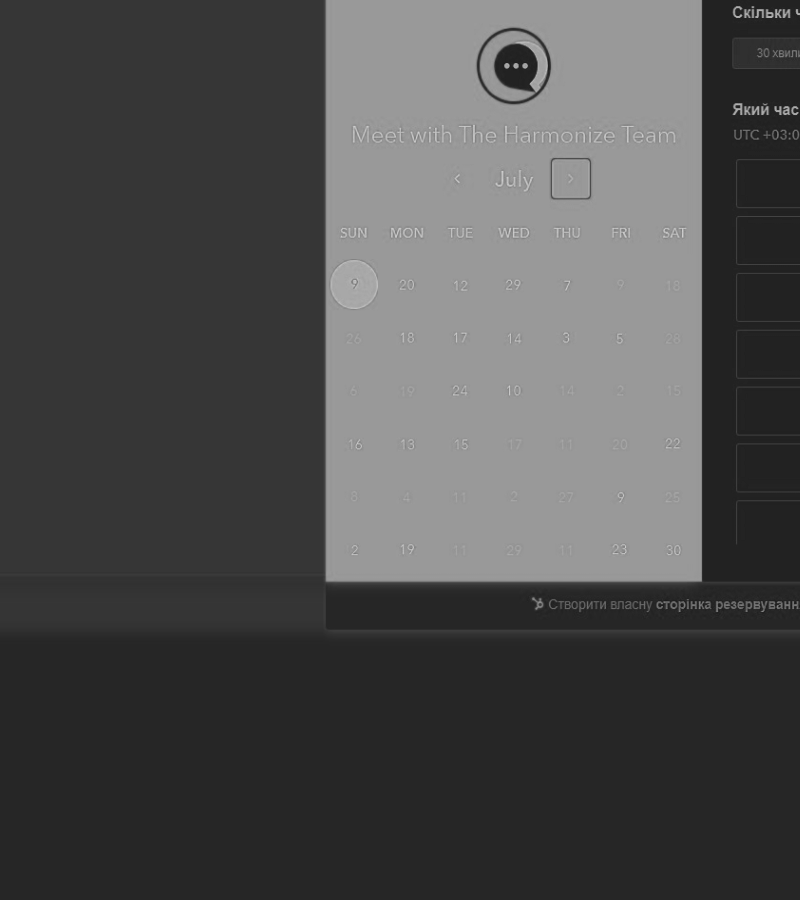 Meet with The Harmonize Team
< July >
SUN MON TUE WED THU FRI SAT
9 20 12 29 7 9 18
26 18 17 14 3 5 28
6 19 24 10 14 2 15
16 13 15 17 11 20 22
8 4 11 2 27 9 25
2 19 11 29 11 23 30
Скільки ч
30 хвили
Який час
UTC +03:0
Створити власну сторінка резервуванн